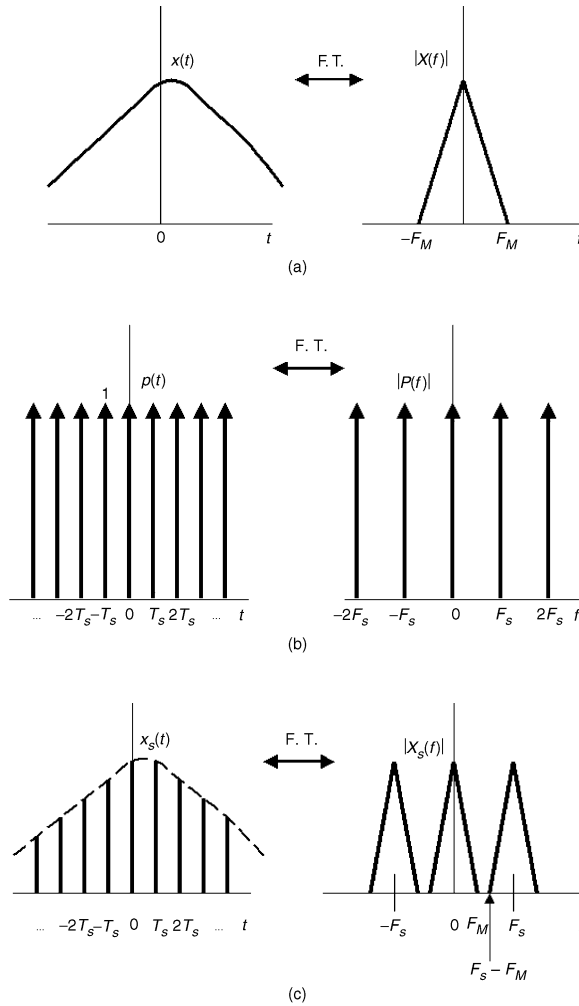 x(t) F. T. |X(f)|
0 t −F_M F_M f
(a)
F. T.
1 p(t) |P(f)|
... −2T_s −T_s 0 T_s 2T_s ... t −2F_s −F_s 0 F_s 2F_s f
(b)
x_s(t) F. T. |X_s(f)|
... −2T_s −T_s 0 T_s 2T_s ... t −F_s 0 F_M F_s
F_s − F_M
(c)